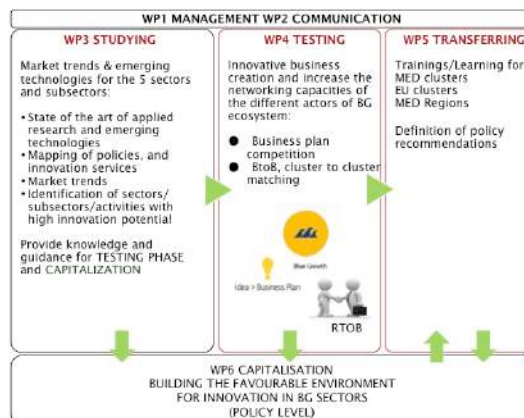 WP1 MANAGEMENT WP2 COMMUNICATION
WP3 STUDYING
Market trends & emerging
technologies for the 5 sectors
and subsectors:
•State of the art of applied
research and emerging
technologies
•Mapping of policies, and
innovation services
•Market trends
•Identification of sectors/
subsectors/activities with
high innovation potential
Provide knowledge and
guidance for TESTING PHASE
and CAPITALIZATION
WP4 TESTING
Innovative business
creation and increase the
networking capacities of
the different actors of BG
ecosystem:
● Business plan
competition
● BtoB, cluster to cluster
matching
Blue Growth
Idea > Business Plan
RTOB
WP5 TRANSFERRING
Trainings/Learning for
MED clusters
EU clusters
MED Regions
Definition of policy
recommendations
WP6 CAPITALISATION
BUILDING THE FAVOURABLE ENVIRONMENT
FOR INNOVATION IN BG SECTORS
(POLICY LEVEL)